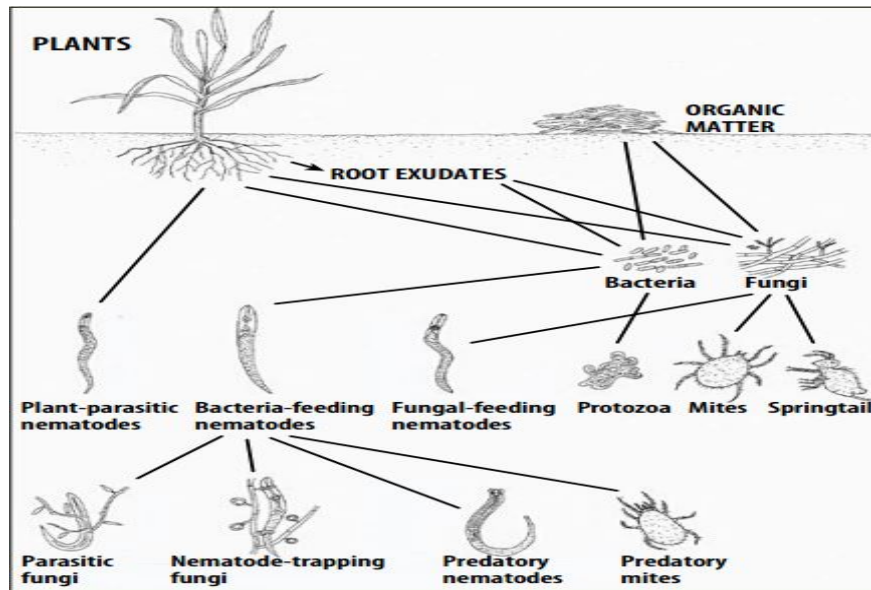 PLANTS
ORGANIC
MATTER
ROOT EXUDATES
Bacteria
Fungi
Plant-parasitic
nematodes
Bacteria-feeding
nematodes
Fungal-feeding
nematodes
Protozoa
Mites
Springtail
Parasitic
fungi
Nematode-trapping
fungi
Predatory
nematodes
Predatory
mites